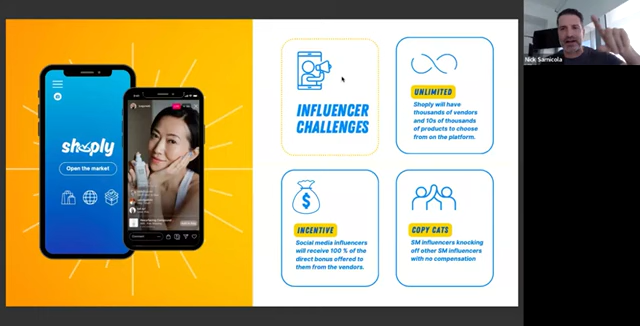 shoply
Open the market
INFLUENCER
CHALLENGES
UNLIMITED
Shoply will have
thousands of vendors
and 10s of thousands
of products to choose
from on the platform.
$
INCENTIVE
Social media influencers
will receive 100 % of the
direct bonus offered to
them from the vendors.
COPY CATS
SM influencers knocking
off other SM influencers
with no compensation
Nick Sarnicola